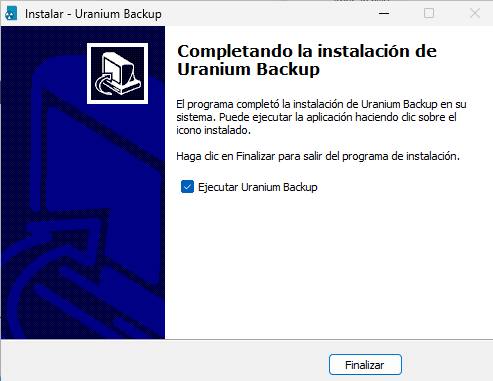 Instalar - Uranium Backup
Completando la instalación de
Uranium Backup
El programa completó la instalación de Uranium Backup en su
sistema. Puede ejecutar la aplicación haciendo clic sobre el
icono instalado.
Haga clic en Finalizar para salir del programa de instalación.
Ejecutar Uranium Backup
Finalizar